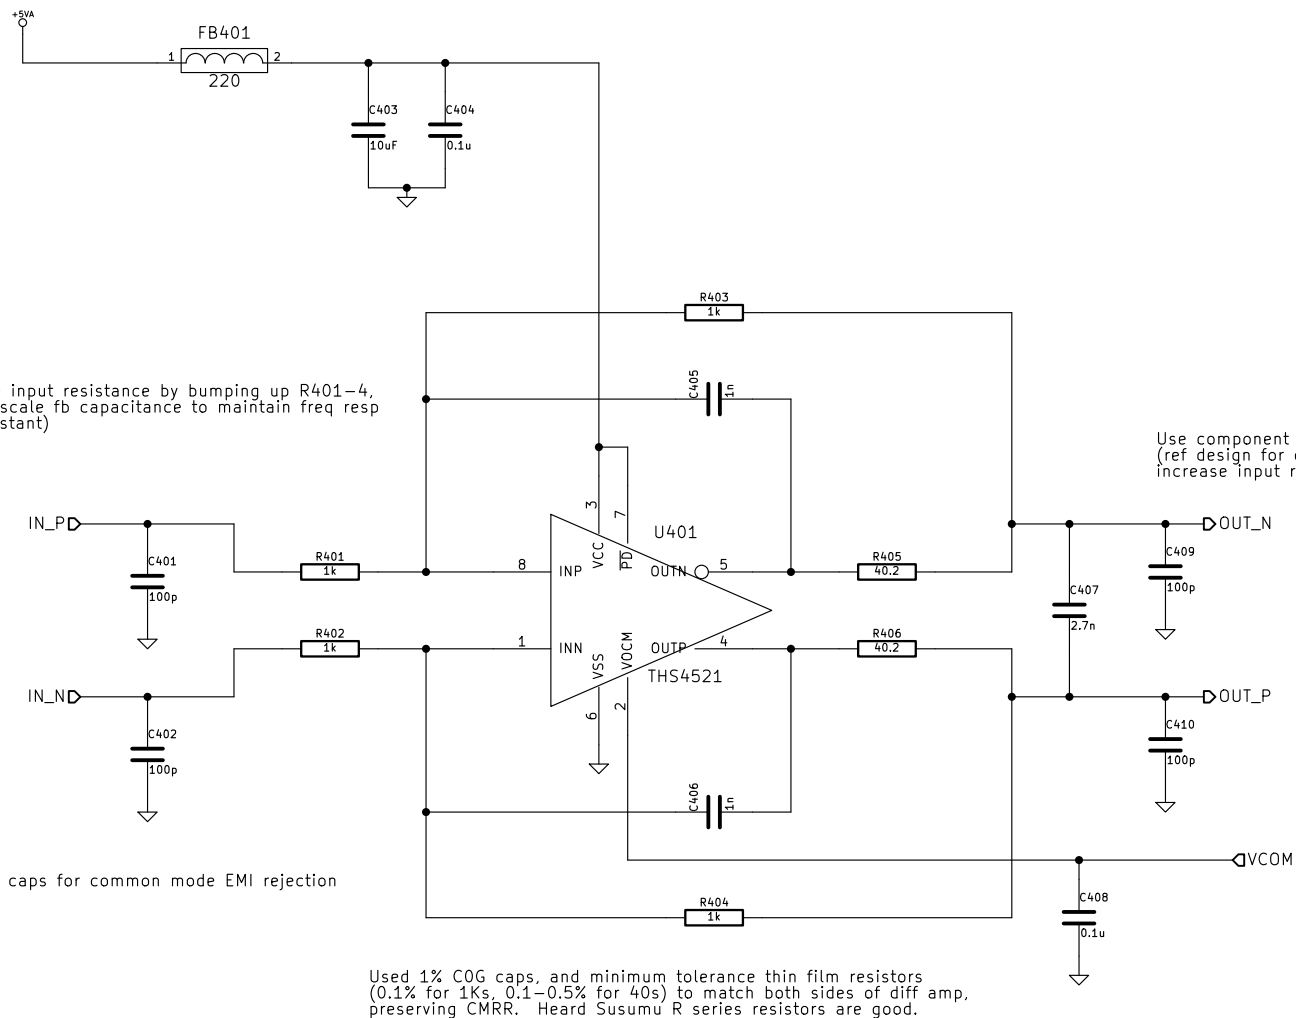 +5VA
FB401
1
2
220
C403
10uF
C404
0.1u
R403
1k
C405
1n
input resistance by bumping up R401-4,
scale fb capacitance to maintain freq resp
stant)
Use component
(ref design for
increase input r
3
7
U401
VCC
PD
IN_P
C401
100p
R401
1k
8
INP
OUTN
5
R405
40.2
OUT_N
C409
100p
C407
2.7n
R402
1k
1
INN
OUTP
4
R406
40.2
VSS
VOCM
THS4521
6
2
IN_N
C402
100p
OUT_P
C410
100p
C406
1n
VCOM
caps for common mode EMI rejection
R404
1k
C408
0.1u
Used 1% C0G caps, and minimum tolerance thin film resistors
(0.1% for 1Ks, 0.1-0.5% for 40s) to match both sides of diff amp,
preserving CMRR.  Heard Susumu R series resistors are good.